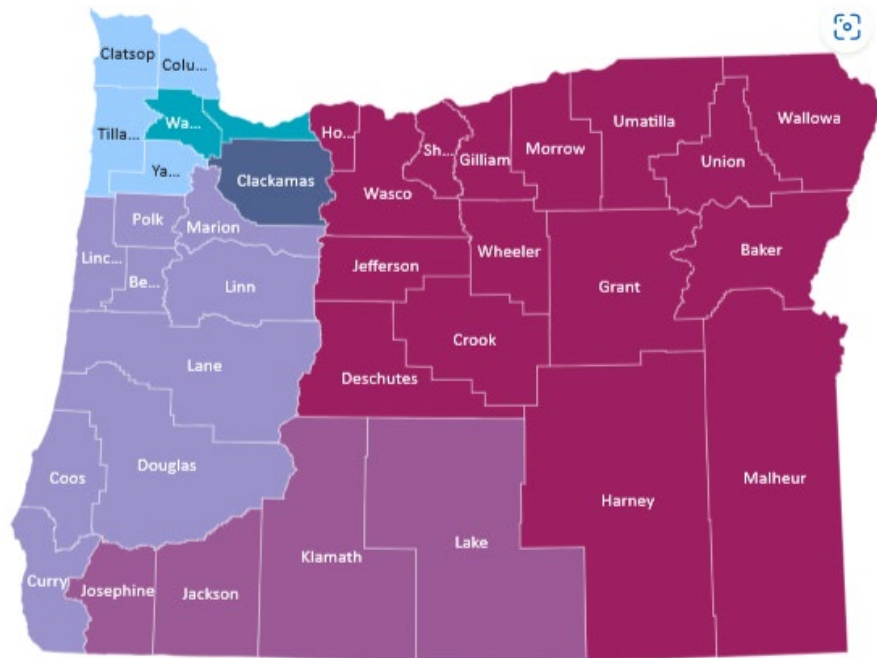 Clatsop
Colu...
Tilla...
Wa...
Ya...
Clackamas
Ho...
Wasco
Sh...
Gilliam
Morrow
Umatilla
Union
Wallowa
Polk
Marion
Linc...
Be...
Linn
Jefferson
Wheeler
Grant
Baker
Lane
Crook
Deschutes
Coos
Douglas
Klamath
Lake
Harney
Malheur
Curry
Josephine
Jackson